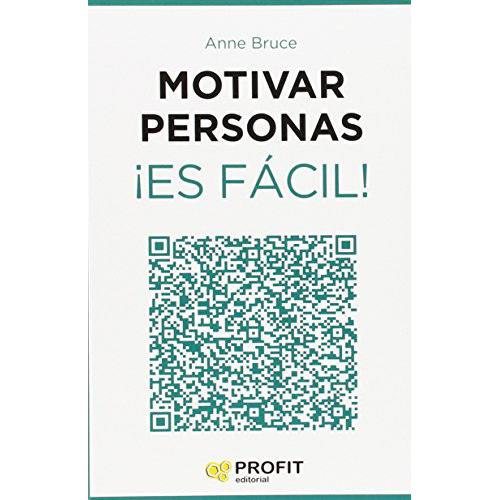 Anne Bruce
MOTIVAR
PERSONAS
¡ES FÁCIL!
PROFIT
editorial